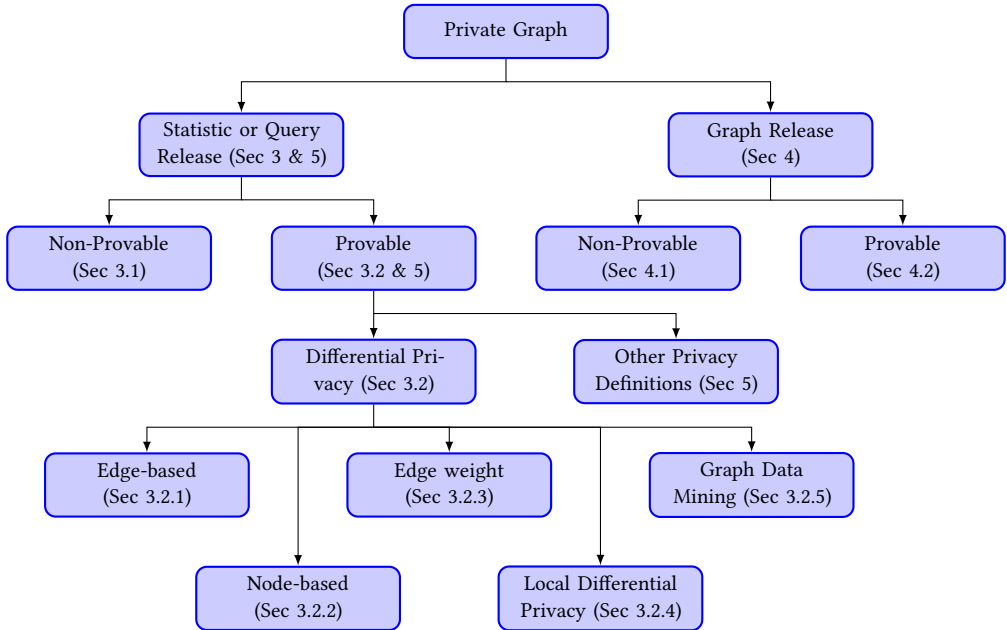 Private Graph
Statistic or Query
Release (Sec 3 & 5)
Graph Release
(Sec 4)
Non-Provable
(Sec 3.1)
Provable
(Sec 3.2 & 5)
Non-Provable
(Sec 4.1)
Provable
(Sec 4.2)
Differential Pri-
vacy (Sec 3.2)
Other Privacy
Definitions (Sec 5)
Edge-based
(Sec 3.2.1)
Edge weight
(Sec 3.2.3)
Graph Data
Mining (Sec 3.2.5)
Node-based
(Sec 3.2.2)
Local Differential
Privacy (Sec 3.2.4)